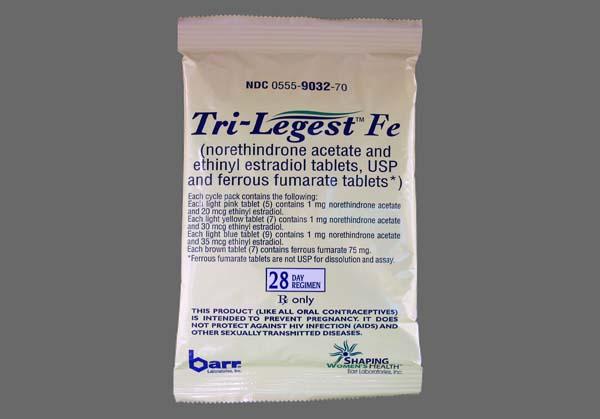 NDC 0555-9032-70
Tri-Legest™ Fe
(norethindrone acetate and
ethinyl estradiol tablets, USP
and ferrous fumarate tablets*)
Each cycle pack contains the following:
Each light pink tablet (5) contains 1 mg norethindrone acetate
and 20 mcg ethinyl estradiol.
Each light yellow tablet (7) contains 1 mg norethindrone acetate
and 30 mcg ethinyl estradiol.
Each light blue tablet (9) contains 1 mg norethindrone acetate
and 35 mcg ethinyl estradiol.
Each brown tablet (7) contains ferrous fumarate 75 mg.
*Ferrous fumarate tablets are not USP for dissolution and assay.
28 DAY REGIMEN
℞ only
THIS PRODUCT (LIKE ALL ORAL CONTRACEPTIVES)
IS INTENDED TO PREVENT PREGNANCY. IT DOES
NOT PROTECT AGAINST HIV INFECTION (AIDS) AND
OTHER SEXUALLY TRANSMITTED DISEASES.
barr
Laboratories, Inc.
SHAPING
WOMEN'S HEALTH™
Barr Laboratories, Inc.